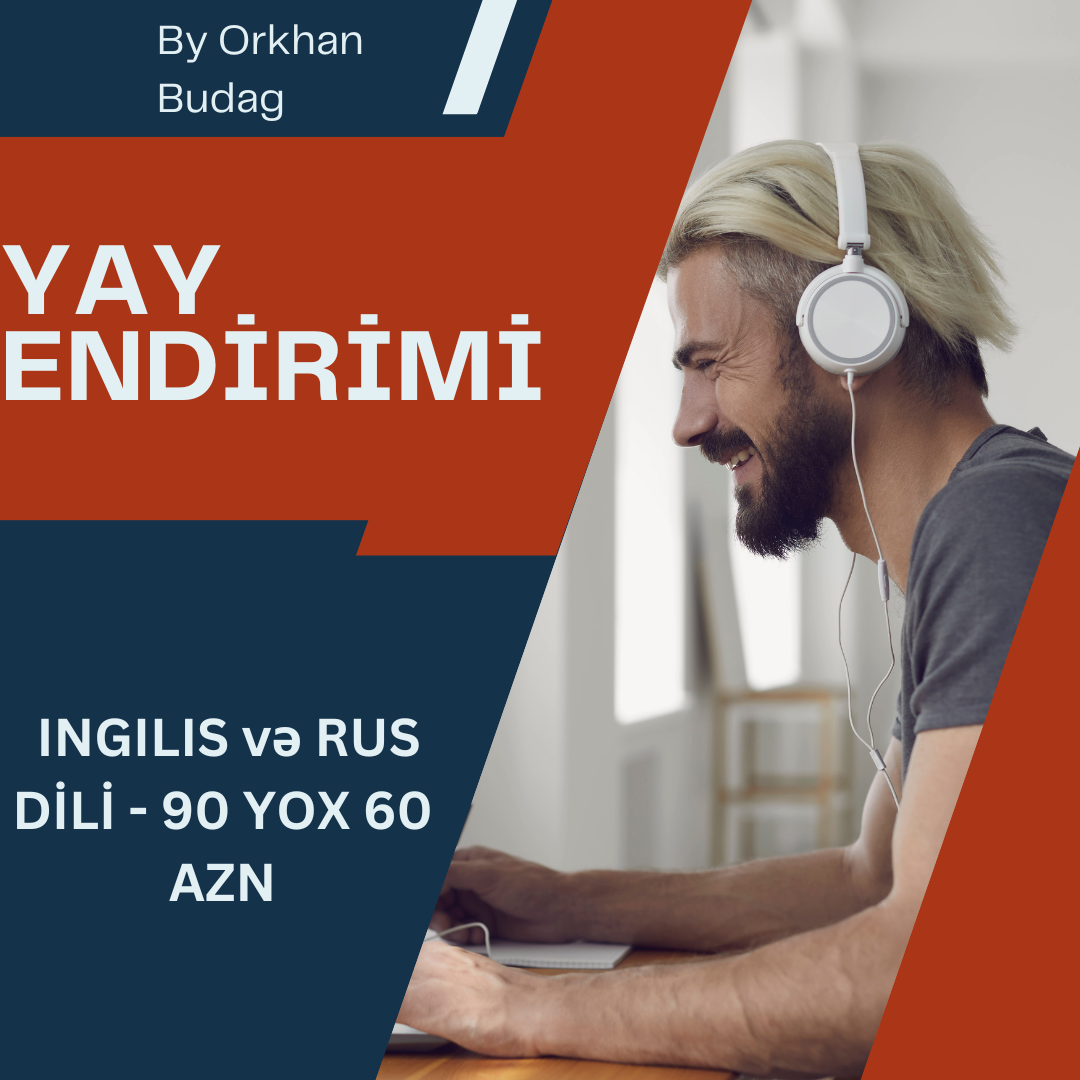 By Orkhan
Budag
YAY
ENDİRİMİ
INGILIS və RUS
DİLİ - 90 YOX 60
AZN